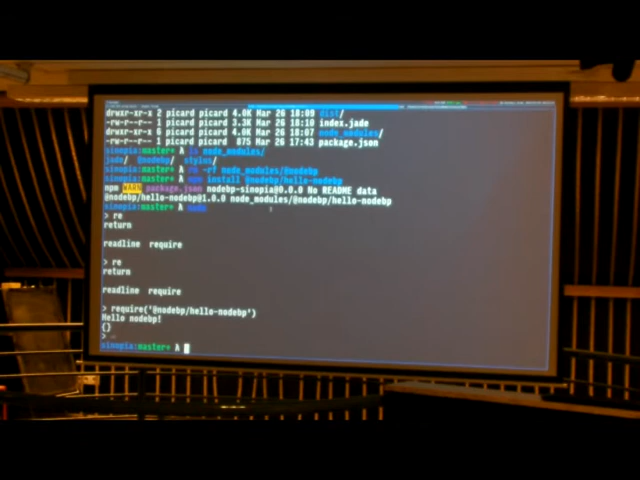 drwxr-xr-x 2 picard picard 4.0K Mar 26 18:09 dist/
-rw-r--r-- 1 picard picard 3.3K Mar 26 18:10 index.jade
drwxr-xr-x 6 picard picard 4.0K Mar 26 18:07 node_modules/
-rw-r--r-- 1 picard picard 875 Mar 26 17:43 package.json
sinopia:master* λ ls node_modules/
jade/ @nodebp/ stylus/
sinopia:master* λ rm -rf node_modules/@nodebp
sinopia:master* λ npm install @nodebp/hello-nodebp
npm WARN package.json nodebp-sinopia@0.0.0 No README data
@nodebp/hello-nodebp@1.0.0 node_modules/@nodebp/hello-nodebp
sinopia:master* λ node
> re
return
readline require
> re
return
readline require
> require('@nodebp/hello-nodebp')
Hello nodebp!
{}
>
sinopia:master* λ